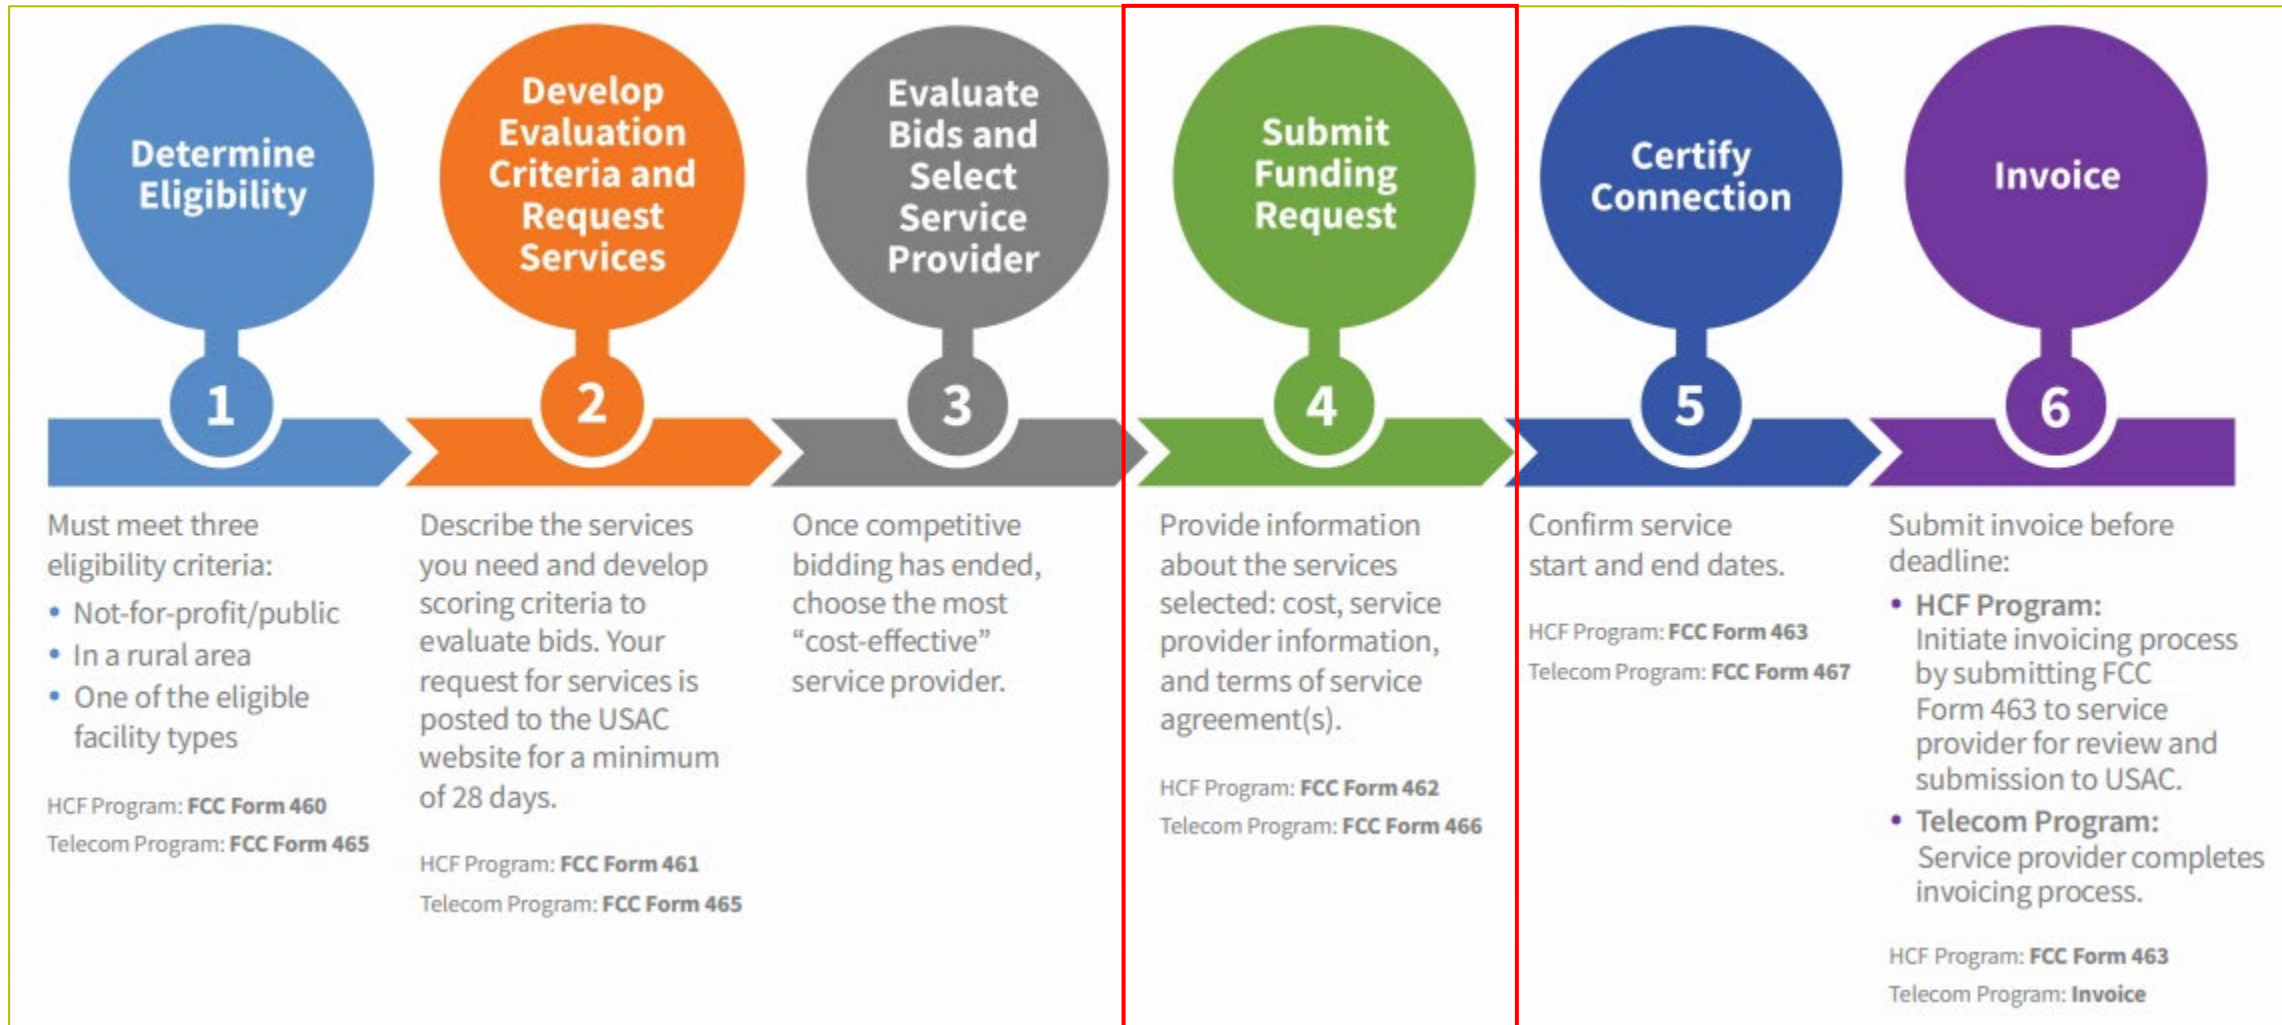 Determine
Eligibility
1
Must meet three
eligibility criteria:
• Not-for-profit/public
• In a rural area
• One of the eligible
facility types
HCF Program: FCC Form 460
Telecom Program: FCC Form 465
Develop
Evaluation
Criteria and
Request
Services
2
Describe the services
you need and develop
scoring criteria to
evaluate bids. Your
request for services is
posted to the USAC
website for a minimum
of 28 days.
HCF Program: FCC Form 461
Telecom Program: FCC Form 465
Evaluate
Bids and
Select
Service
Provider
3
Once competitive
bidding has ended,
choose the most
“cost-effective”
service provider.
Submit
Funding
Request
4
Provide information
about the services
selected: cost, service
provider information,
and terms of service
agreement(s).
HCF Program: FCC Form 462
Telecom Program: FCC Form 466
Certify
Connection
5
Confirm service
start and end dates.
HCF Program: FCC Form 463
Telecom Program: FCC Form 467
Invoice
6
Submit invoice before
deadline:
• HCF Program:
Initiate invoicing process
by submitting FCC
Form 463 to service
provider for review and
submission to USAC.
• Telecom Program:
Service provider completes
invoicing process.
HCF Program: FCC Form 463
Telecom Program: Invoice